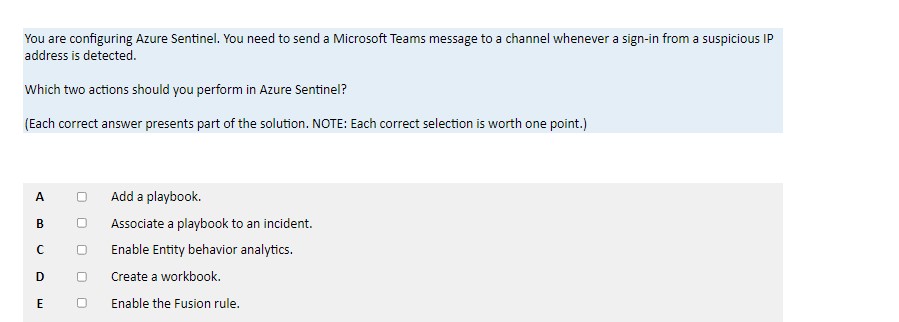 You are configuring Azure Sentinel. You need to send a Microsoft Teams message to a channel whenever a sign-in from a suspicious IP
address is detected.
Which two actions should you perform in Azure Sentinel?
(Each correct answer presents part of the solution. NOTE: Each correct selection is worth one point.)
A Add a playbook.
B Associate a playbook to an incident.
C Enable Entity behavior analytics.
D Create a workbook.
E Enable the Fusion rule.